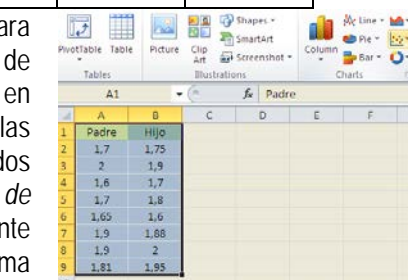 ara
de
en
las
dos
de
nte
ma
PivotTable Table Picture Clip Art Shapes SmartArt Screenshot Column Line Pie Bar
Tables Illustrations Charts
A1 fx Padre
A B C D E F
1 Padre Hijo
2 1,7 1,75
3 2 1,9
4 1,6 1,7
5 1,7 1,8
6 1,65 1,6
7 1,9 1,88
8 1,9 2
9 1,81 1,95